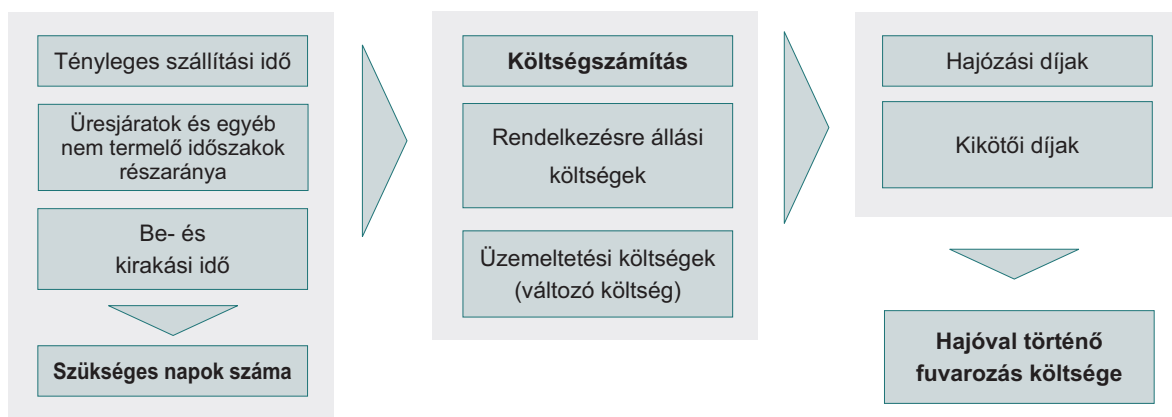 Tényleges szállítási idő
Üresjáratok és egyéb
nem termelő időszakok
részaránya
Be- és
kirakási idő
Szükséges napok száma
Költségszámítás
Rendelkezésre állási
költségek
Üzemeltetési költségek
(változó költség)
Hajózási díjak
Kikötői díjak
Hajóval történő
fuvarozás költsége